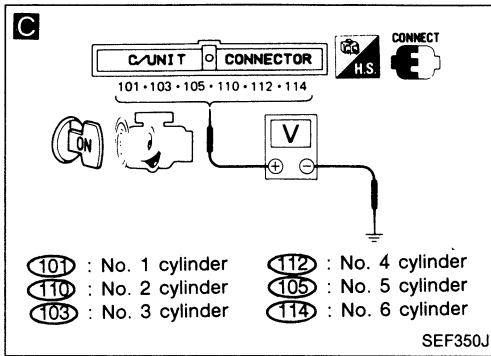 C
CONNECT
C/UNIT CONNECTOR
H.S.
101・103・105・110・112・114
ON
V
⊕ ⊖
101 : No. 1 cylinder
110 : No. 2 cylinder
103 : No. 3 cylinder
112 : No. 4 cylinder
105 : No. 5 cylinder
114 : No. 6 cylinder
SEF350J